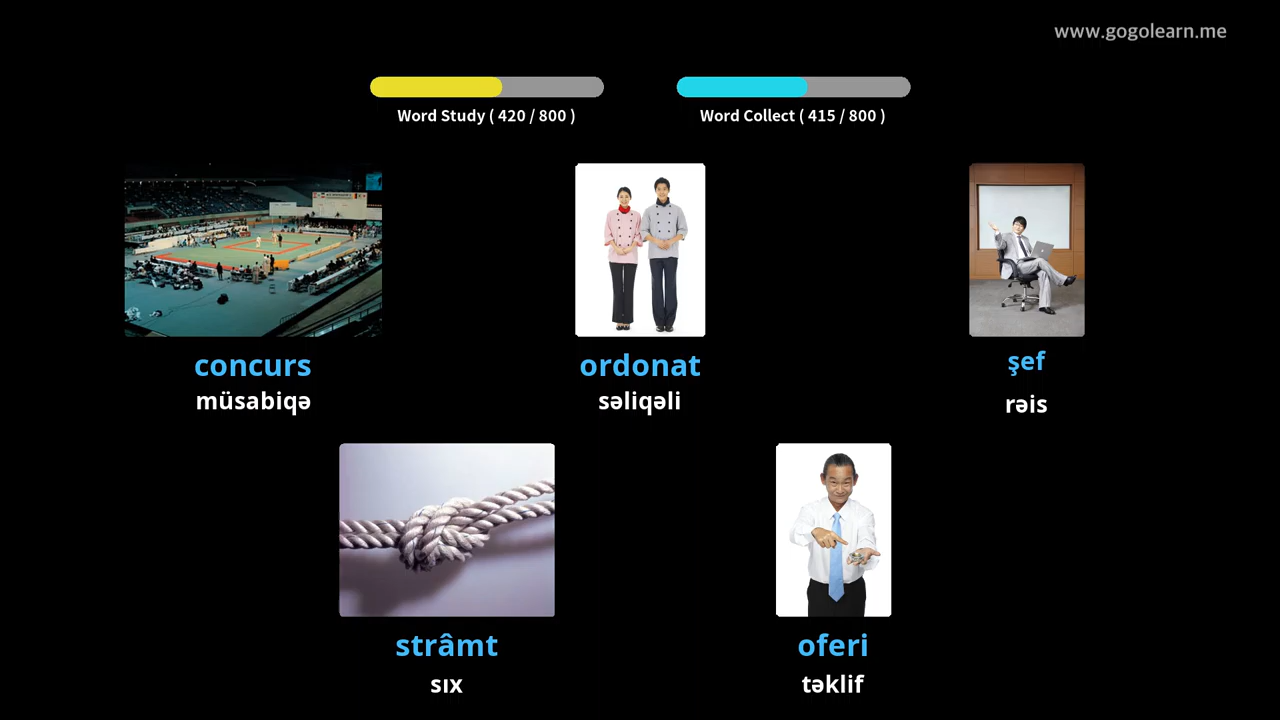 www.gogolearn.me
Word Study ( 420 / 800 )
Word Collect ( 415 / 800 )
concurs
müsabiqə
ordonat
səliqəli
şef
rəis
strâmt
sıx
oferi
təklif